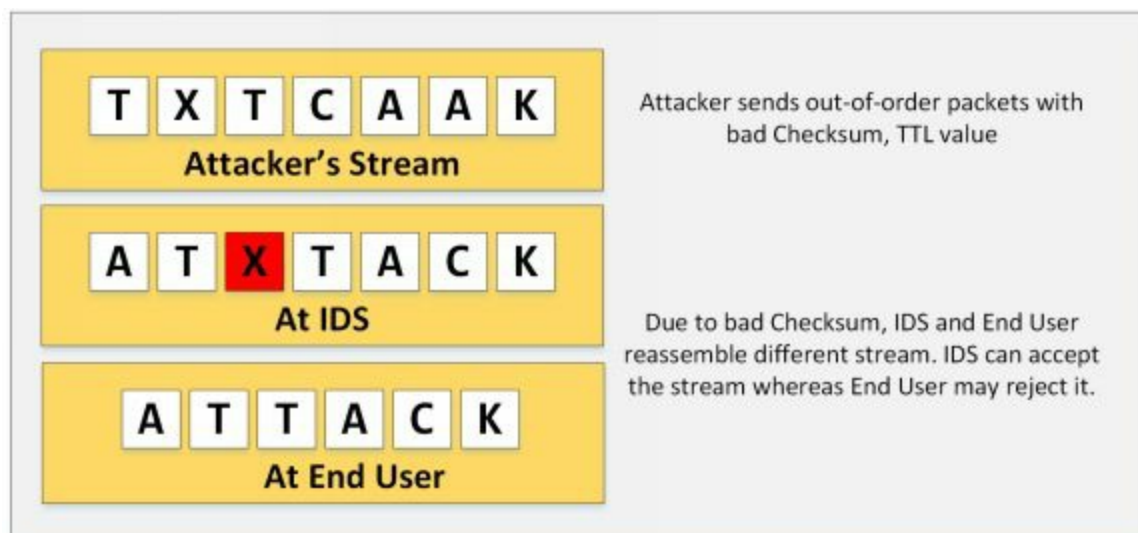 T X T C A A K
Attacker's Stream
Attacker sends out-of-order packets with
bad Checksum, TTL value
A T X T A C K
At IDS
Due to bad Checksum, IDS and End User
reassemble different stream. IDS can accept
the stream whereas End User may reject it.
A T T A C K
At End User